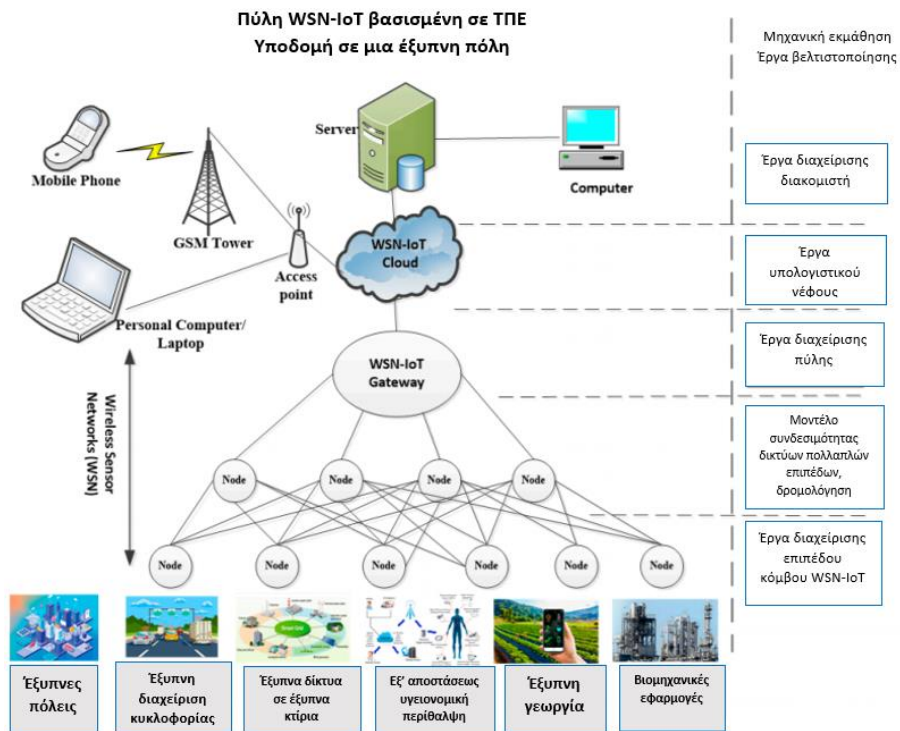 Πύλη WSN-IoT βασισμένη σε ΤΠΕ
Υποδομή σε μια έξυπνη πόλη
Μηχανική εκμάθηση
Έργα βελτιστοποίησης
Server
Mobile Phone
GSM Tower
Computer
Έργα διαχείρισης
διακομιστή
Access
point
WSN-IoT
Cloud
Έργα
υπολογιστικού
νέφους
Personal Computer/
Laptop
WSN-IoT
Gateway
Έργα διαχείρισης
πύλης
Wireless Sensor
Networks (WSN)
Node
Node
Node
Node
Μοντέλο
συνδεσιμότητας
δικτύων πολλαπλών
επιπέδων,
δρομολόγηση
Node
Node
Node
Node
Node
Node
Έργα διαχείρισης
επιπέδου
κόμβου WSN-IoT
Smart Grid
Έξυπνες
πόλεις
Έξυπνη
διαχείριση
κυκλοφορίας
Έξυπνα δίκτυα
σε έξυπνα
κτίρια
Εξ’ αποστάσεως
υγειονομική
περίθαλψη
Έξυπνη
γεωργία
Βιομηχανικές
εφαρμογές